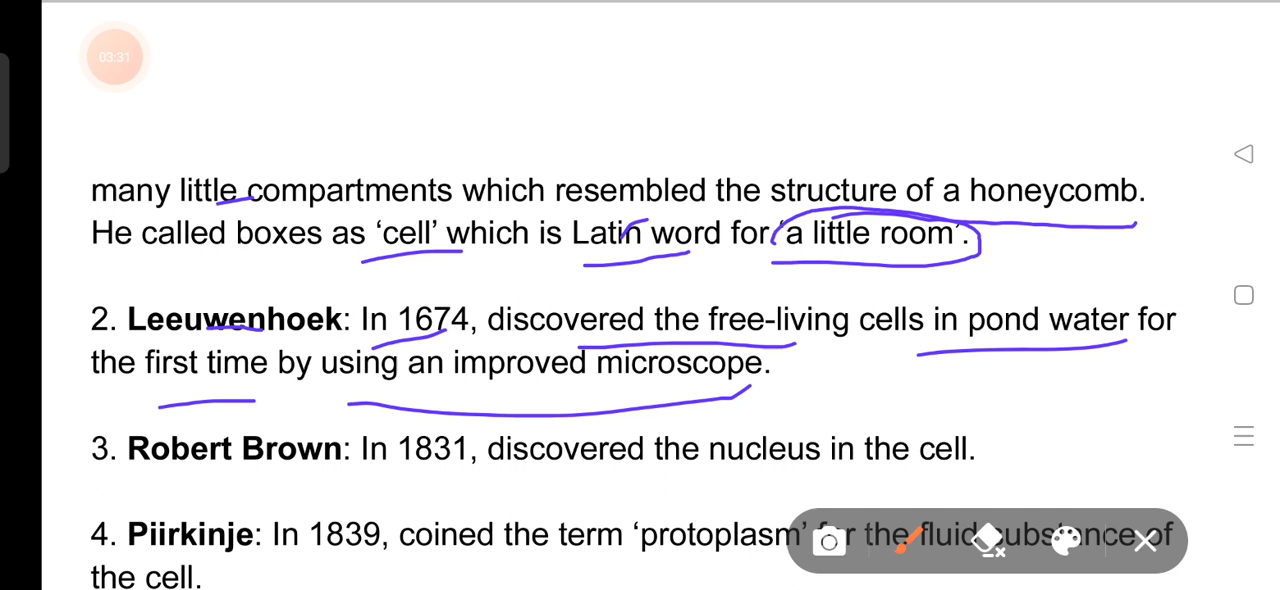 03:31
many little compartments which resembled the structure of a honeycomb.
He called boxes as ‘cell’ which is Latin word for ‘a little room’.
2. Leeuwenhoek: In 1674, discovered the free-living cells in pond water for
the first time by using an improved microscope.
3. Robert Brown: In 1831, discovered the nucleus in the cell.
4. Piirkinje: In 1839, coined the term ‘protoplasm’ for the fluid substance of
the cell.